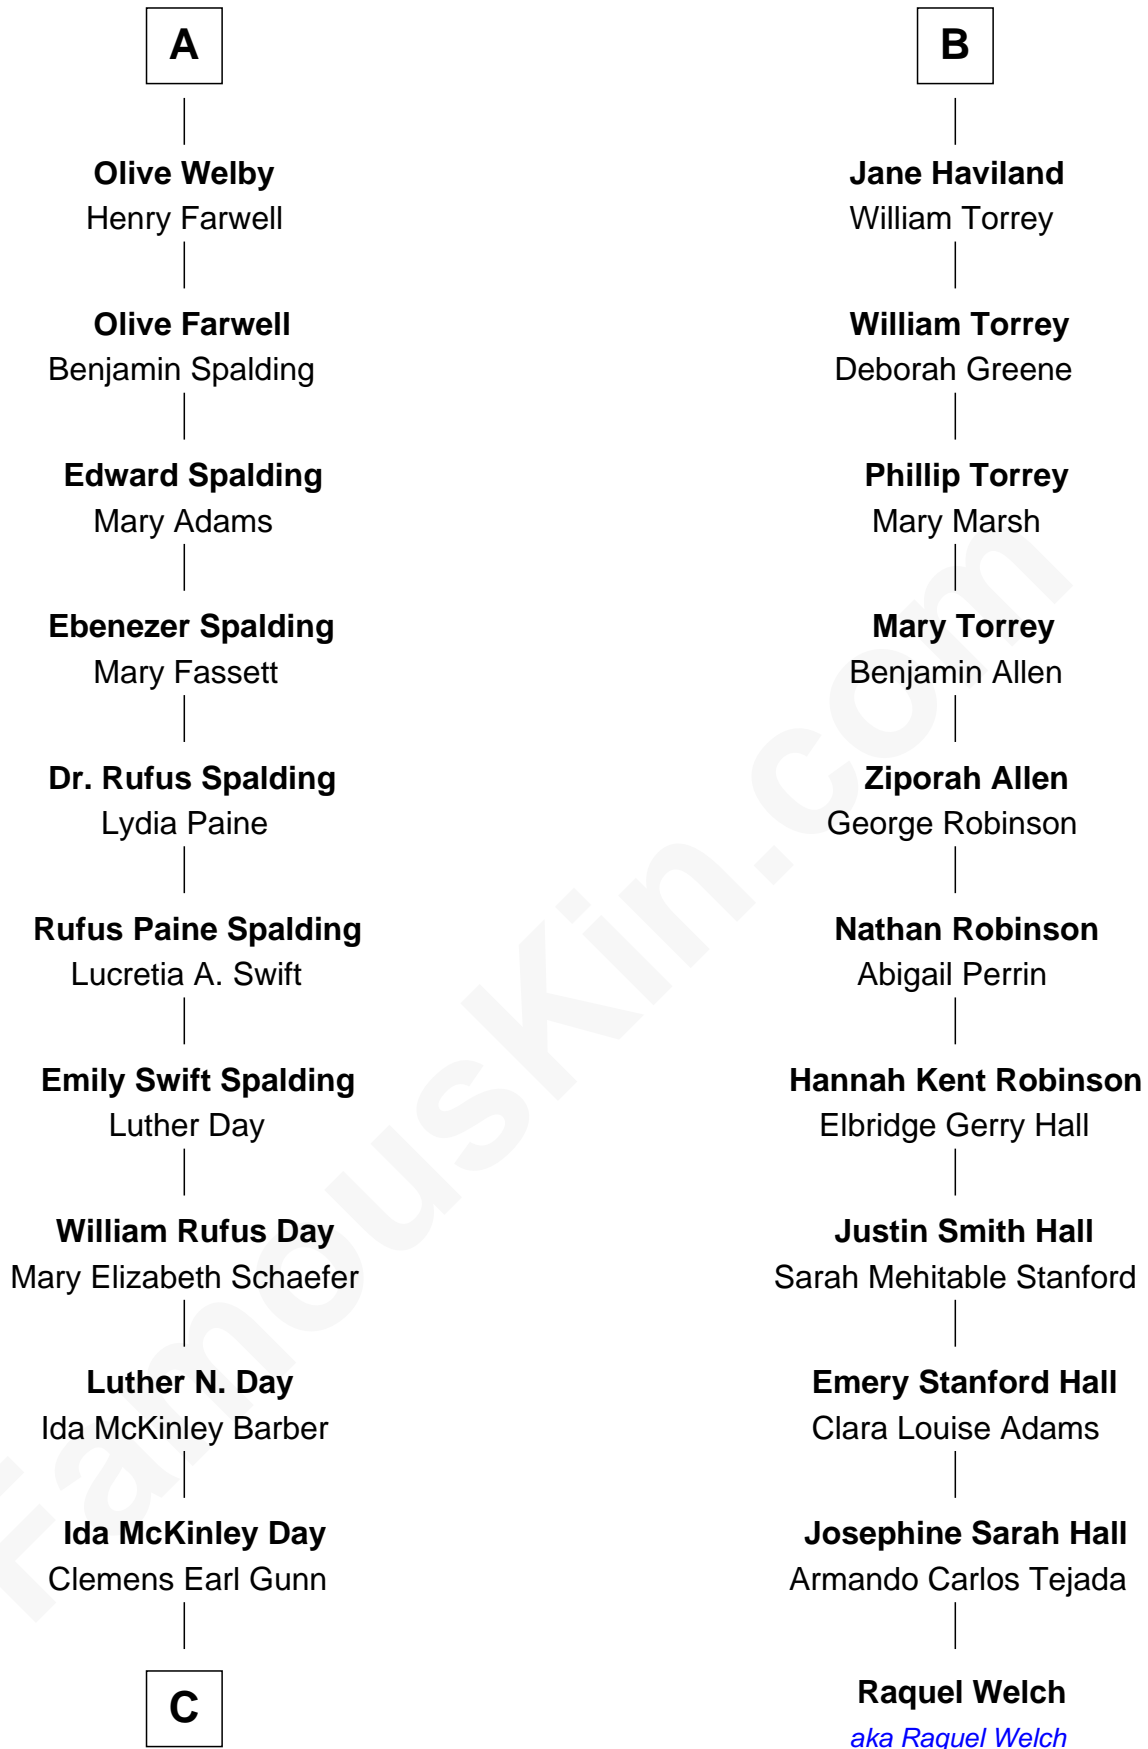 A
Olive Welby
Henry Farwell
Olive Farwell
Benjamin Spalding
Edward Spalding
Mary Adams
Ebenezer Spalding
Mary Fassett
Dr. Rufus Spalding
Lydia Paine
Rufus Paine Spalding
Lucretia A. Swift
Emily Swift Spalding
Luther Day
William Rufus Day
Mary Elizabeth Schaefer
Luther N. Day
Ida McKinley Barber
Ida McKinley Day
Clemens Earl Gunn
C
B
Jane Haviland
William Torrey
William Torrey
Deborah Greene
Phillip Torrey
Mary Marsh
Mary Torrey
Benjamin Allen
Ziporah Allen
George Robinson
Nathan Robinson
Abigail Perrin
Hannah Kent Robinson
Elbridge Gerry Hall
Justin Smith Hall
Sarah Mehitable Stanford
Emery Stanford Hall
Clara Louise Adams
Josephine Sarah Hall
Armando Carlos Tejada
Raquel Welch
aka Raquel Welch
FamousKin.com